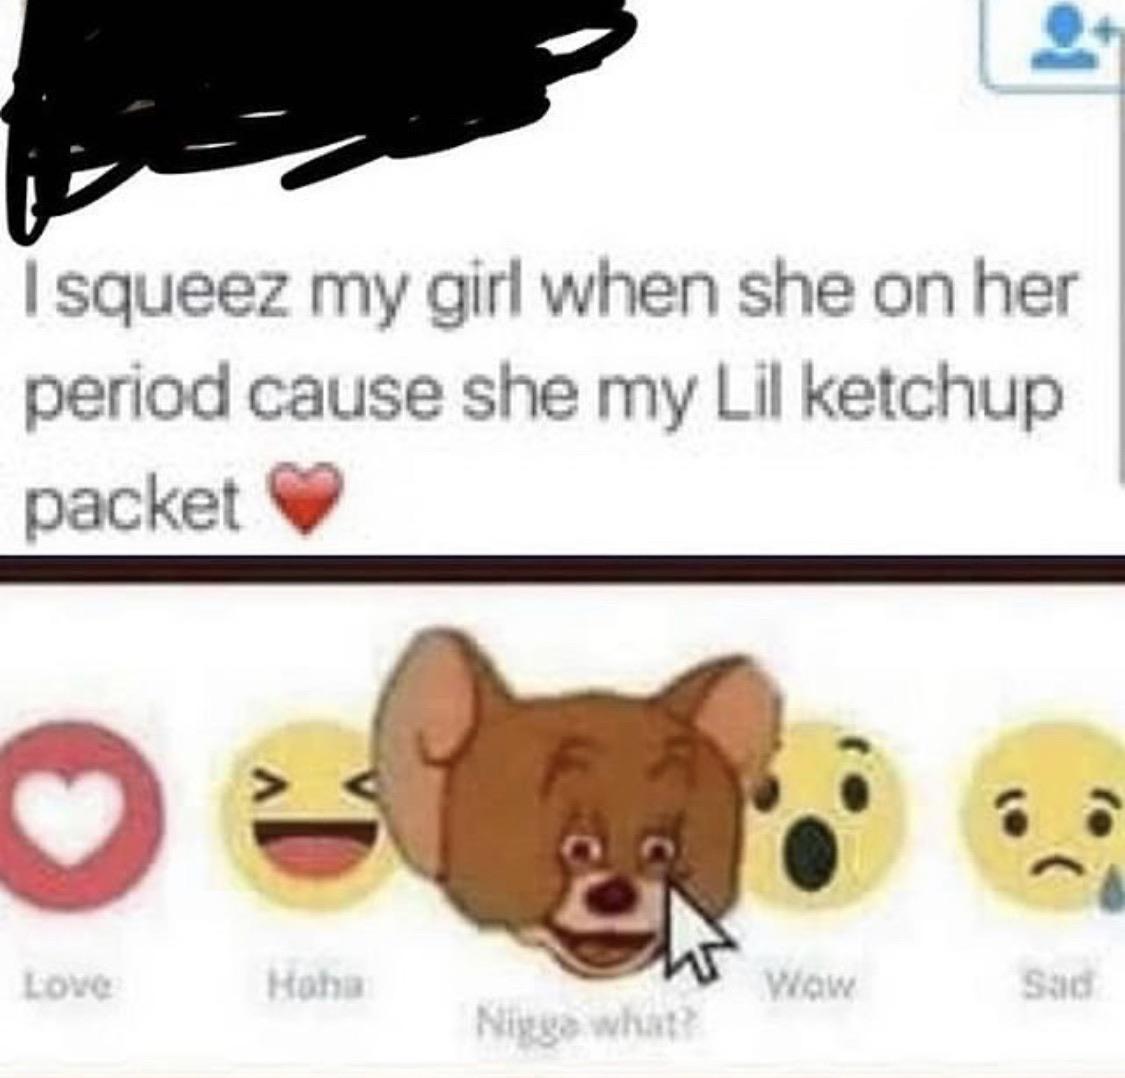 I squeez my girl when she on her
period cause she my Lil ketchup
packet ❤️
Love
Haha
Nigga what?
Wow
Sad